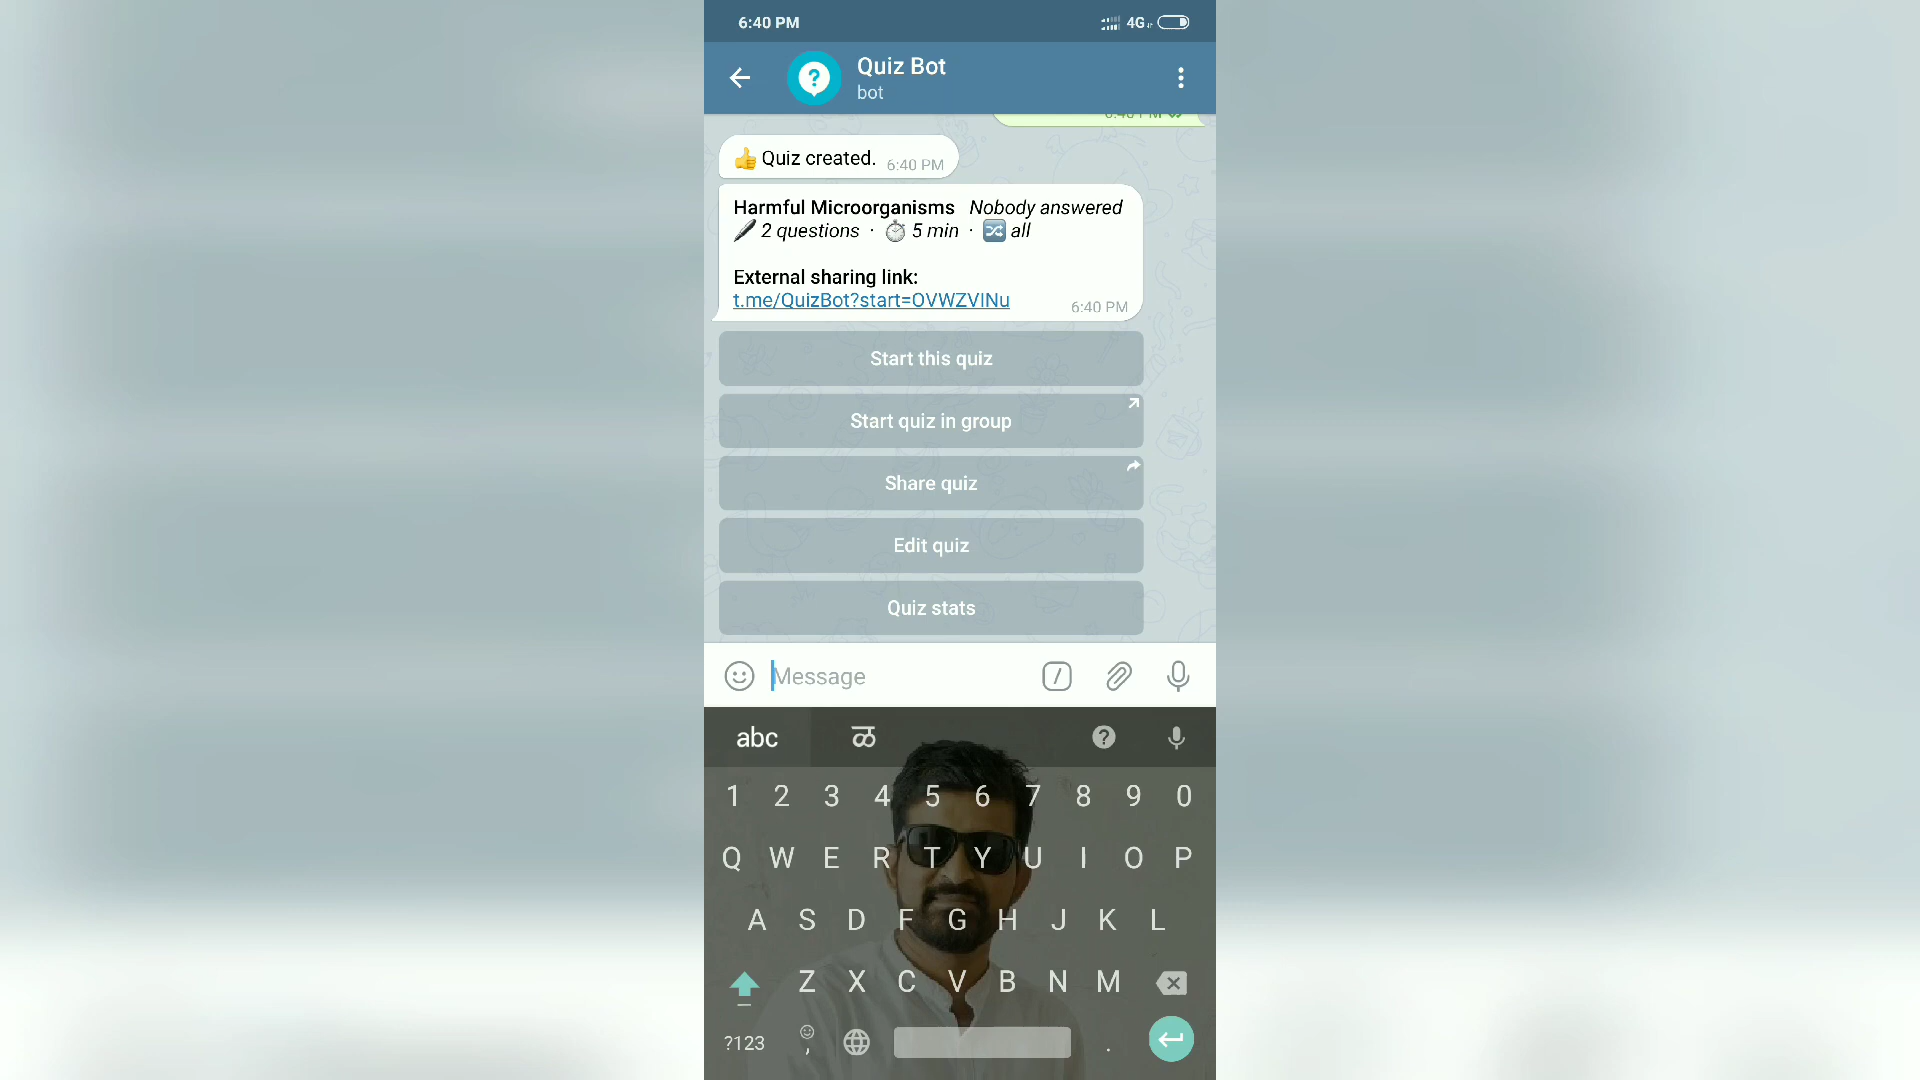 6:40 PM 4G
Quiz Bot
bot
👍 Quiz created. 6:40 PM
Harmful Microorganisms Nobody answered
🖋 2 questions · ⏱ 5 min · 🔀 all
External sharing link:
t.me/QuizBot?start=OVWZVINu
6:40 PM
Start this quiz
Start quiz in group
Share quiz
Edit quiz
Quiz stats
Message
abc ळ
1 2 3 4 5 6 7 8 9 0
Q W E R T Y U I O P
A S D F G H J K L
Z X C V B N M
?123 , .